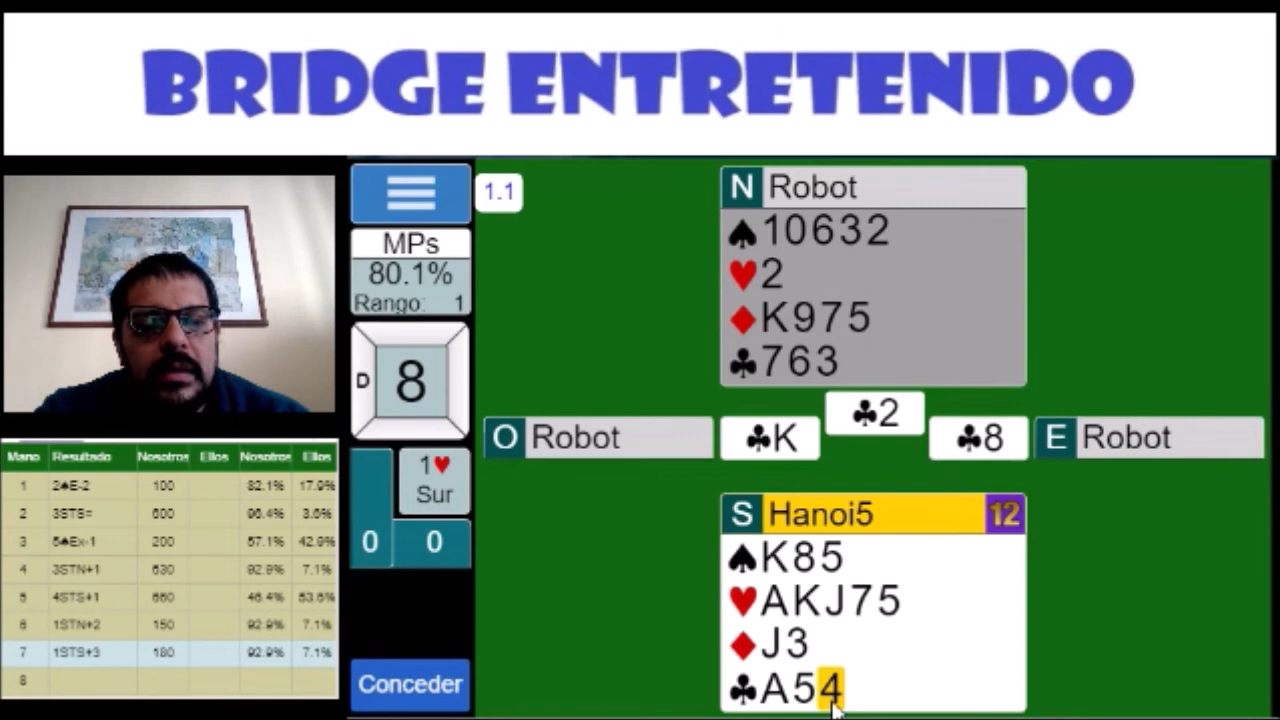 BRIDGE ENTRETENIDO
1.1
MPs
80.1%
Rango: 1
D 8
1♥
Sur
0 0
Conceder
N Robot
♠10632
♥2
♦K975
♣763
O Robot
♣K
♣2
♣8
E Robot
S Hanoi5 12
♠K85
♥AKJ75
♦J3
♣A54
Mano Resultado Nosotros Ellos Nosotros Ellos
1 2♠E-2 100 82.1% 17.9%
2 3STS= 600 96.4% 3.6%
3 5♠Ex-1 200 57.1% 42.9%
4 3STN+1 630 92.9% 7.1%
5 4STS+1 660 46.4% 53.6%
6 1STN+2 150 92.9% 7.1%
7 1STS+3 180 92.9% 7.1%
8